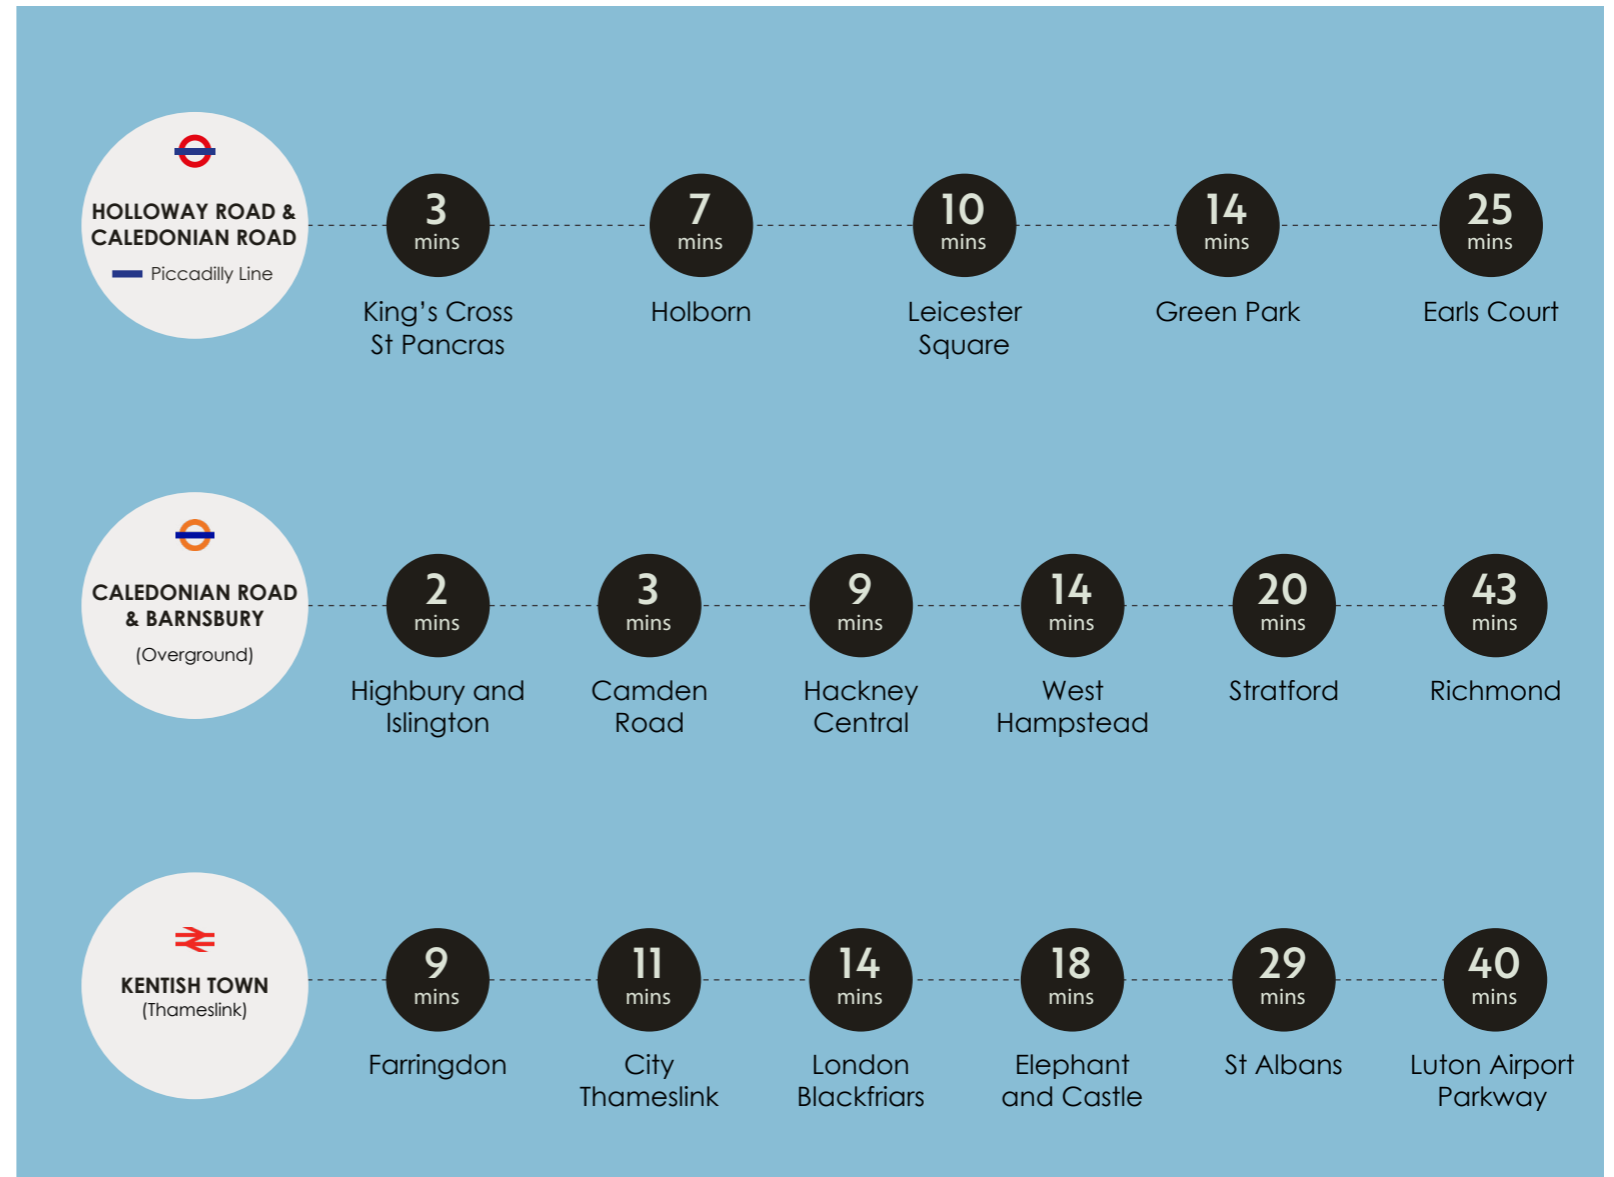 HOLLOWAY ROAD &
CALEDONIAN ROAD
Piccadilly Line
3
mins
King’s Cross
St Pancras
7
mins
Holborn
10
mins
Leicester
Square
14
mins
Green Park
25
mins
Earls Court
CALEDONIAN ROAD
& BARNSBURY
(Overground)
2
mins
Highbury and
Islington
3
mins
Camden
Road
9
mins
Hackney
Central
14
mins
West
Hampstead
20
mins
Stratford
43
mins
Richmond
KENTISH TOWN
(Thameslink)
9
mins
Farringdon
11
mins
City
Thameslink
14
mins
London
Blackfriars
18
mins
Elephant
and Castle
29
mins
St Albans
40
mins
Luton Airport
Parkway